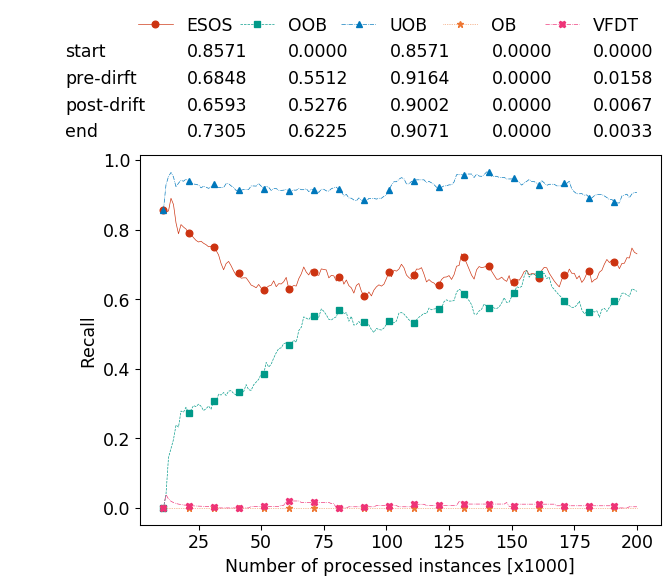 ESOS OOB UOB OB VFDT
start 0.8571 0.0000 0.8571 0.0000 0.0000
pre-dirft 0.6848 0.5512 0.9164 0.0000 0.0158
post-drift 0.6593 0.5276 0.9002 0.0000 0.0067
end 0.7305 0.6225 0.9071 0.0000 0.0033
1.0
0.8
0.6
0.4
0.2
0.0
Recall
25 50 75 100 125 150 175 200
Number of processed instances [x1000]